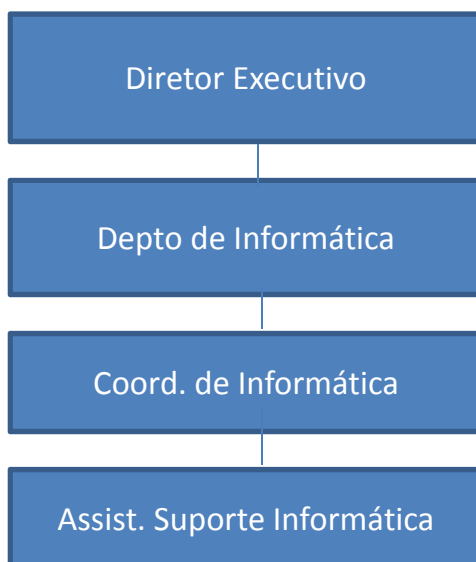 Diretor Executivo
Depto de Informática
Coord. de Informática
Assist. Suporte Informática